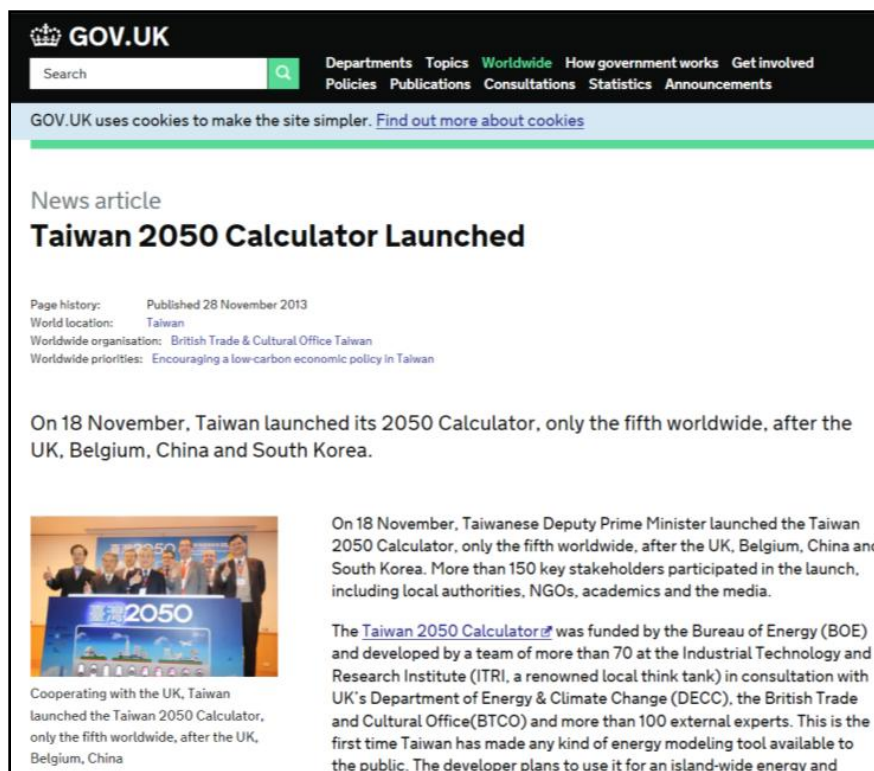 GOV.UK
Search
Departments Topics Worldwide How government works Get involved
Policies Publications Consultations Statistics Announcements
GOV.UK uses cookies to make the site simpler. Find out more about cookies
News article
Taiwan 2050 Calculator Launched
Page history: Published 28 November 2013
World location: Taiwan
Worldwide organisation: British Trade & Cultural Office Taiwan
Worldwide priorities: Encouraging a low-carbon economic policy in Taiwan
On 18 November, Taiwan launched its 2050 Calculator, only the fifth worldwide, after the
UK, Belgium, China and South Korea.
臺灣2050
Cooperating with the UK, Taiwan
launched the Taiwan 2050 Calculator,
only the fifth worldwide, after the UK,
Belgium, China
On 18 November, Taiwanese Deputy Prime Minister launched the Taiwan
2050 Calculator, only the fifth worldwide, after the UK, Belgium, China and
South Korea. More than 150 key stakeholders participated in the launch,
including local authorities, NGOs, academics and the media.
The Taiwan 2050 Calculator was funded by the Bureau of Energy (BOE)
and developed by a team of more than 70 at the Industrial Technology and
Research Institute (ITRI, a renowned local think tank) in consultation with
UK's Department of Energy & Climate Change (DECC), the British Trade
and Cultural Office(BTCO) and more than 100 external experts. This is the
first time Taiwan has made any kind of energy modeling tool available to
the public. The developer plans to use it for an island-wide energy and